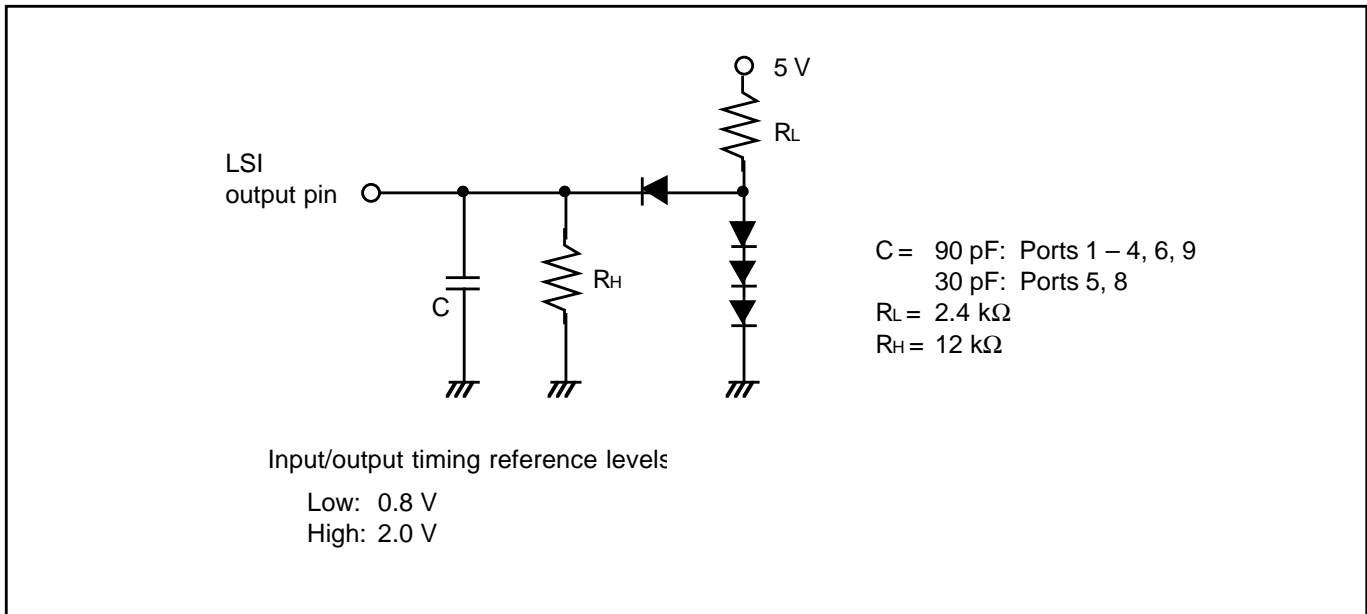 5 V
RL
LSI
output pin
C
RH
C = 90 pF: Ports 1 – 4, 6, 9
30 pF: Ports 5, 8
RL = 2.4 kΩ
RH = 12 kΩ
Input/output timing reference levels
Low: 0.8 V
High: 2.0 V